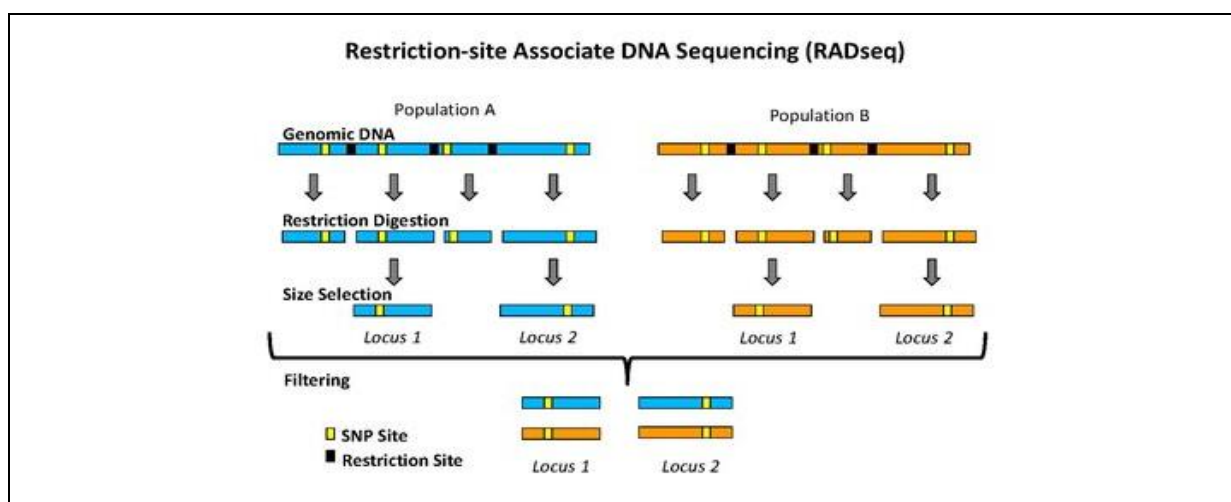 Restriction-site Associate DNA Sequencing (RADseq)
Population A
Population B
Genomic DNA
Restriction Digestion
Size Selection
Locus 1
Locus 2
Locus 1
Locus 2
Filtering
SNP Site
Restriction Site
Locus 1
Locus 2